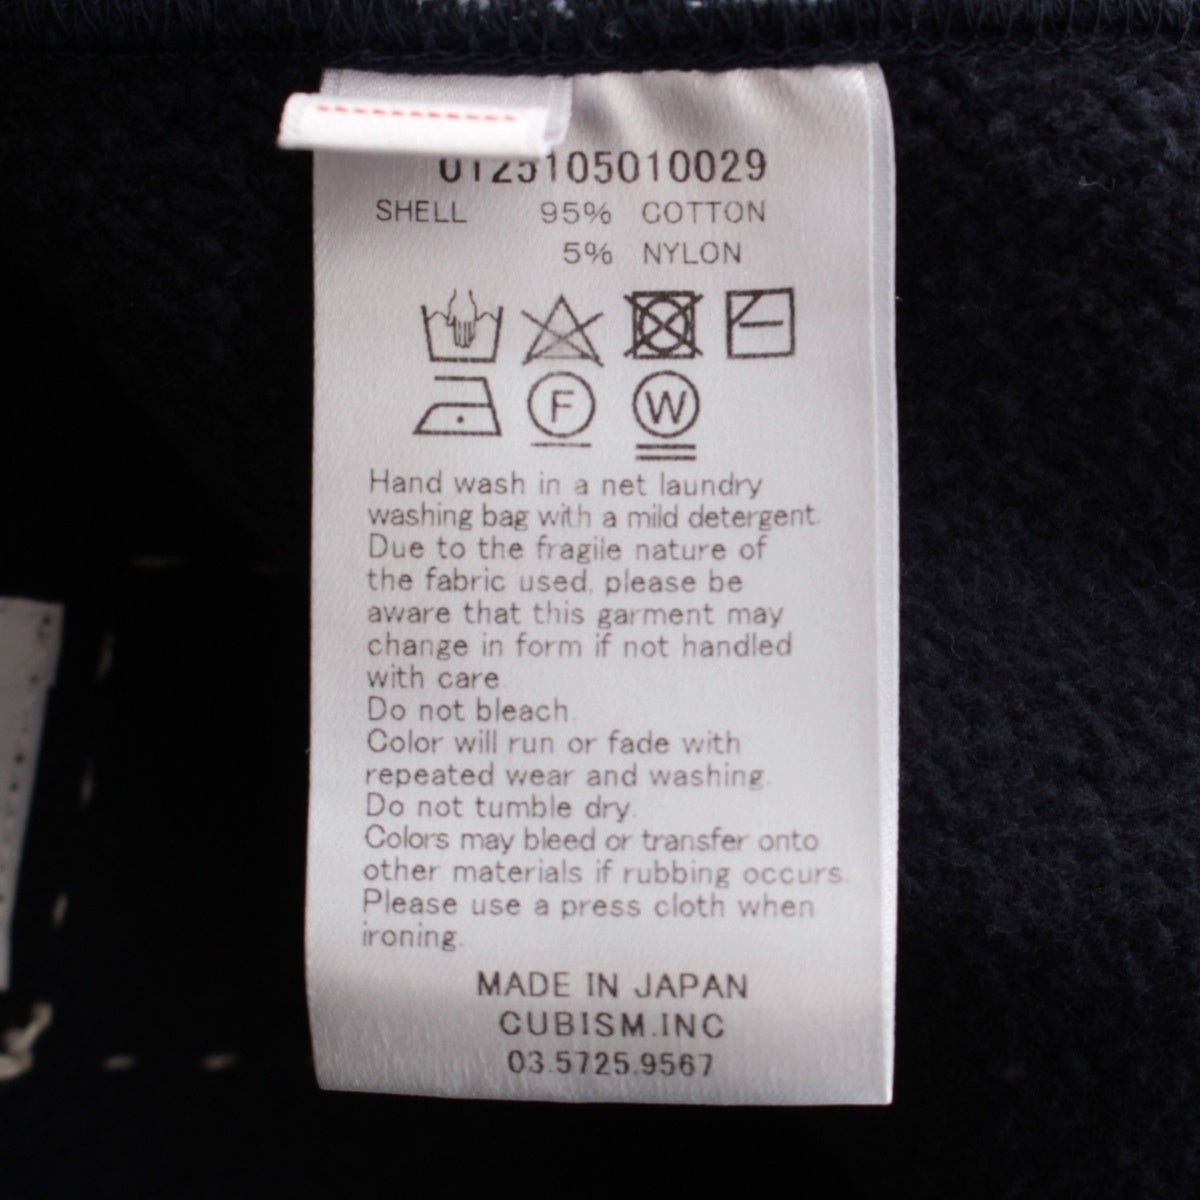 0125105010029
SHELL 95% COTTON
5% NYLON
F W
Hand wash in a net laundry
washing bag with a mild detergent.
Due to the fragile nature of
the fabric used, please be
aware that this garment may
change in form if not handled
with care.
Do not bleach.
Color will run or fade with
repeated wear and washing.
Do not tumble dry.
Colors may bleed or transfer onto
other materials if rubbing occurs.
Please use a press cloth when
ironing.
MADE IN JAPAN
CUBISM.INC
03.5725.9567